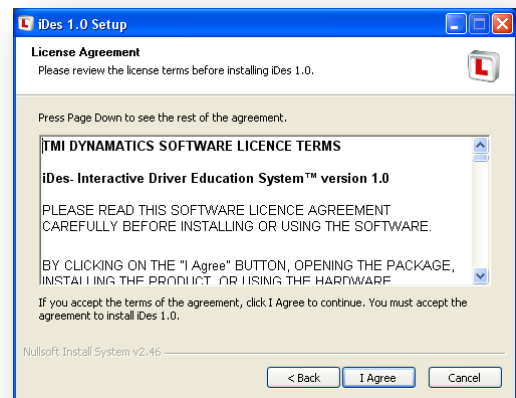 iDes 1.0 Setup
License Agreement
Please review the license terms before installing iDes 1.0.
L
Press Page Down to see the rest of the agreement.
TMI DYNAMATICS SOFTWARE LICENCE TERMS
iDes- Interactive Driver Education System™ version 1.0
PLEASE READ THIS SOFTWARE LICENCE AGREEMENT
CAREFULLY BEFORE INSTALLING OR USING THE SOFTWARE.
BY CLICKING ON THE "I Agree" BUTTON, OPENING THE PACKAGE,
INSTALLING THE PRODUCT, OR USING THE HARDWARE
If you accept the terms of the agreement, click I Agree to continue. You must accept the
agreement to install iDes 1.0.
Nullsoft Install System v2.46
< Back
I Agree
Cancel